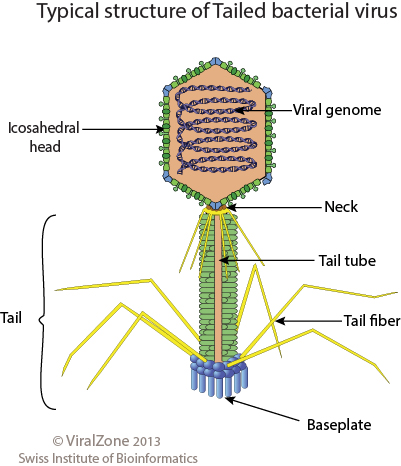 Typical structure of Tailed bacterial virus
Viral genome
Icosahedral
head
Neck
Tail tube
Tail
Tail fiber
Baseplate
© ViralZone 2013
Swiss Institute of Bioinformatics